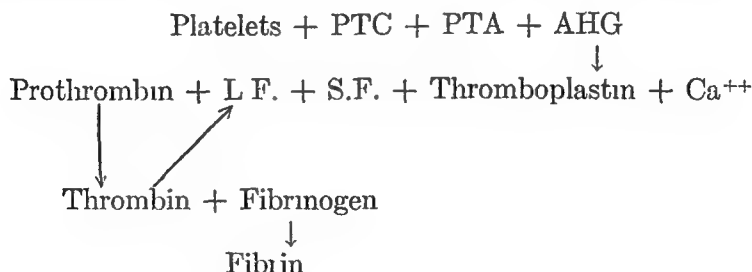 Platelets + PTC + PTA + AHG
↓
Prothrombin + L F. + S.F. + Thromboplastin + Ca++
Thrombin + Fibrinogen
↓
Fibrin